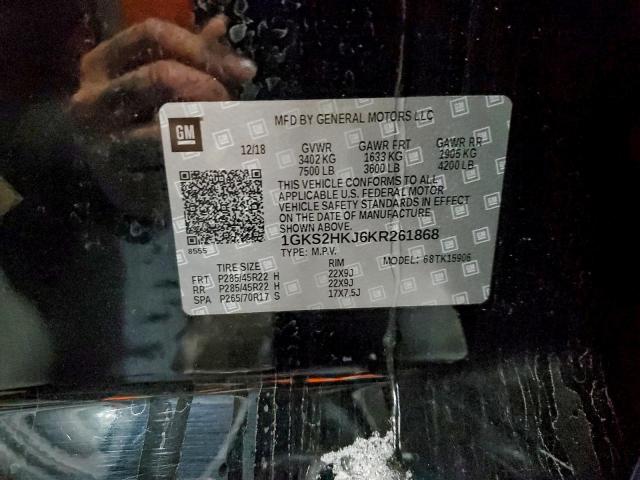 GM
MFD BY GENERAL MOTORS LLC
12/18 GVWR GAWR FRT GAWR RR
3402 KG 1633 KG 1905 KG
7500 LB 3600 LB 4200 LB
THIS VEHICLE CONFORMS TO ALL
APPLICABLE U.S. FEDERAL MOTOR
VEHICLE SAFETY STANDARDS IN EFFECT
ON THE DATE OF MANUFACTURE
SHOWN ABOVE.
8555 1GKS2HKJ6KR261868
TYPE: M.P.V. MODEL: 68TK15906
TIRE SIZE RIM
FRT P285/45R22 H 22X9J
RR P285/45R22 H 22X9J
SPA P265/70R17 S 17X7.5J